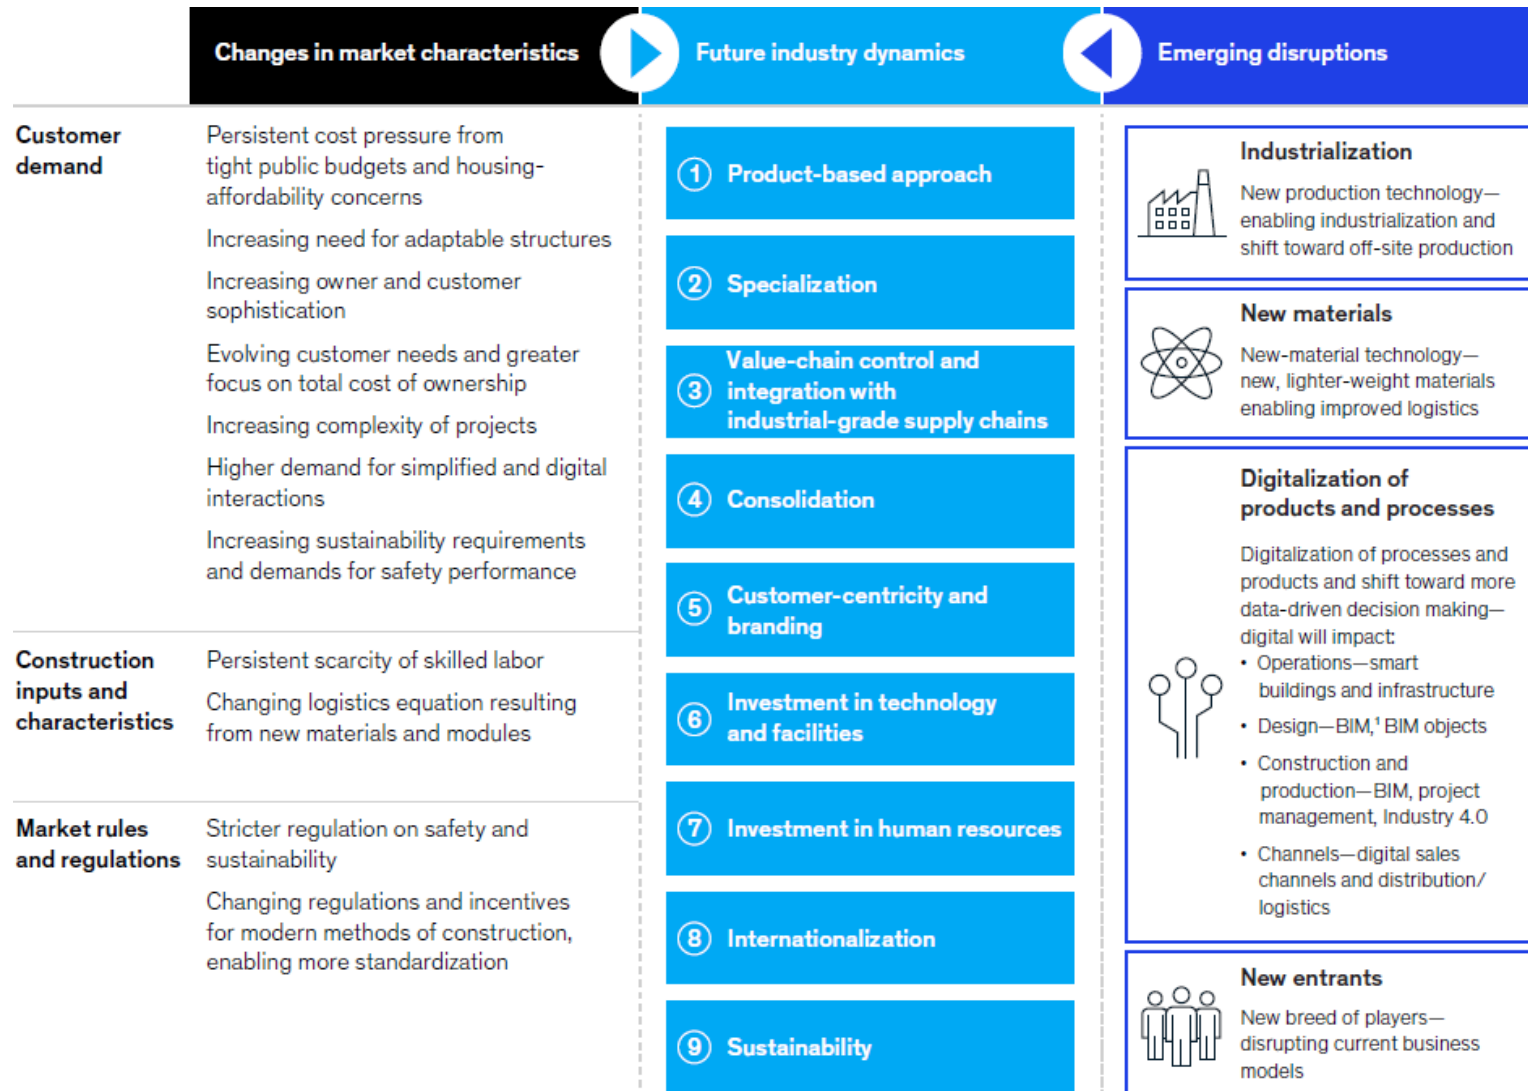 Changes in market characteristics
Future industry dynamics
Emerging disruptions
Customer
demand
Persistent cost pressure from
tight public budgets and housing-
affordability concerns
Increasing need for adaptable structures
Increasing owner and customer
sophistication
Evolving customer needs and greater
focus on total cost of ownership
Increasing complexity of projects
Higher demand for simplified and digital
interactions
Increasing sustainability requirements
and demands for safety performance
Construction
inputs and
characteristics
Persistent scarcity of skilled labor
Changing logistics equation resulting
from new materials and modules
Market rules
and regulations
Stricter regulation on safety and
sustainability
Changing regulations and incentives
for modern methods of construction,
enabling more standardization
1 Product-based approach
2 Specialization
3 Value-chain control and
integration with
industrial-grade supply chains
4 Consolidation
5 Customer-centricity and
branding
6 Investment in technology
and facilities
7 Investment in human resources
8 Internationalization
9 Sustainability
Industrialization
New production technology—
enabling industrialization and
shift toward off-site production
New materials
New-material technology—
new, lighter-weight materials
enabling improved logistics
Digitalization of
products and processes
Digitalization of processes and
products and shift toward more
data-driven decision making—
digital will impact:
• Operations—smart
buildings and infrastructure
• Design—BIM,¹ BIM objects
• Construction and
production—BIM, project
management, Industry 4.0
• Channels—digital sales
channels and distribution/
logistics
New entrants
New breed of players—
disrupting current business
models